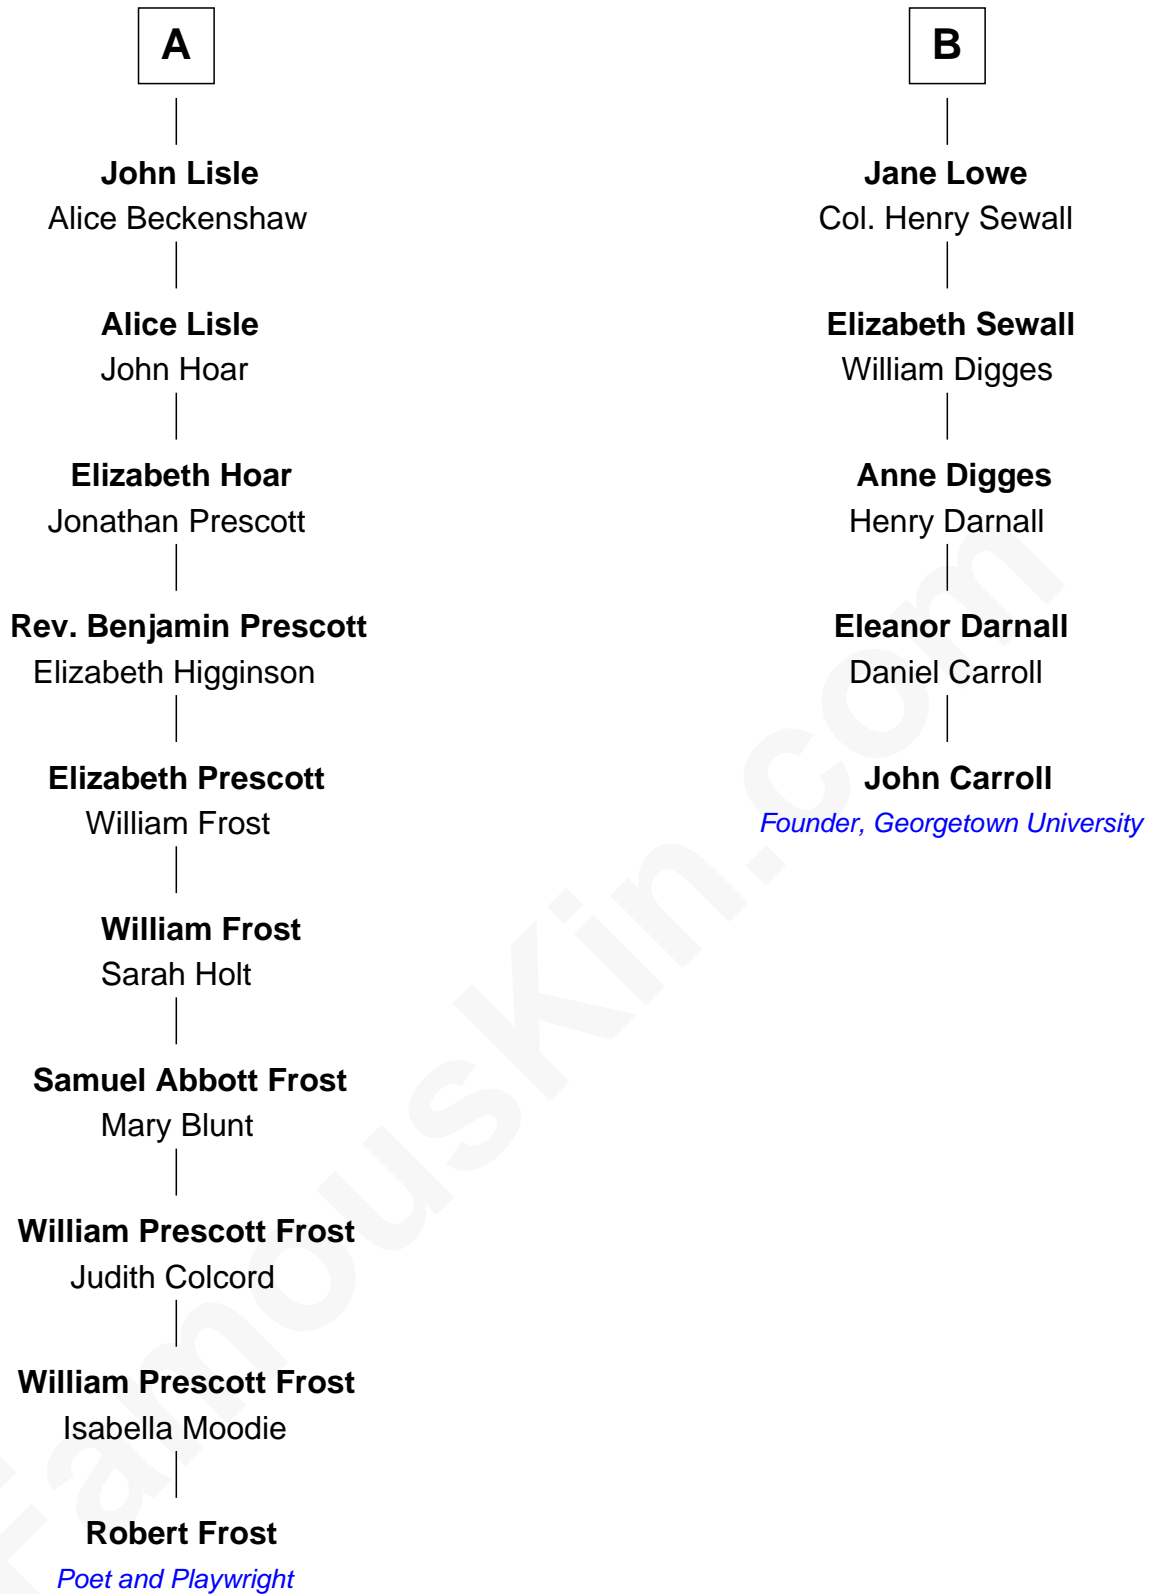 A
John Lisle
Alice Beckenshaw
Alice Lisle
John Hoar
Elizabeth Hoar
Jonathan Prescott
Rev. Benjamin Prescott
Elizabeth Higginson
Elizabeth Prescott
William Frost
William Frost
Sarah Holt
Samuel Abbott Frost
Mary Blunt
William Prescott Frost
Judith Colcord
William Prescott Frost
Isabella Moodie
Robert Frost
Poet and Playwright
B
Jane Lowe
Col. Henry Sewall
Elizabeth Sewall
William Digges
Anne Digges
Henry Darnall
Eleanor Darnall
Daniel Carroll
John Carroll
Founder, Georgetown University
FamousKin.com